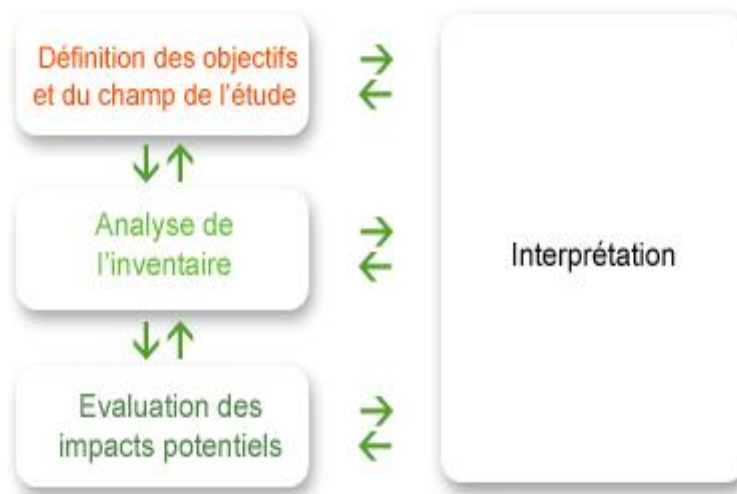 Définition des objectifs
et du champ de l'étude
Analyse de
l'inventaire
Interprétation
Evaluation des
impacts potentiels